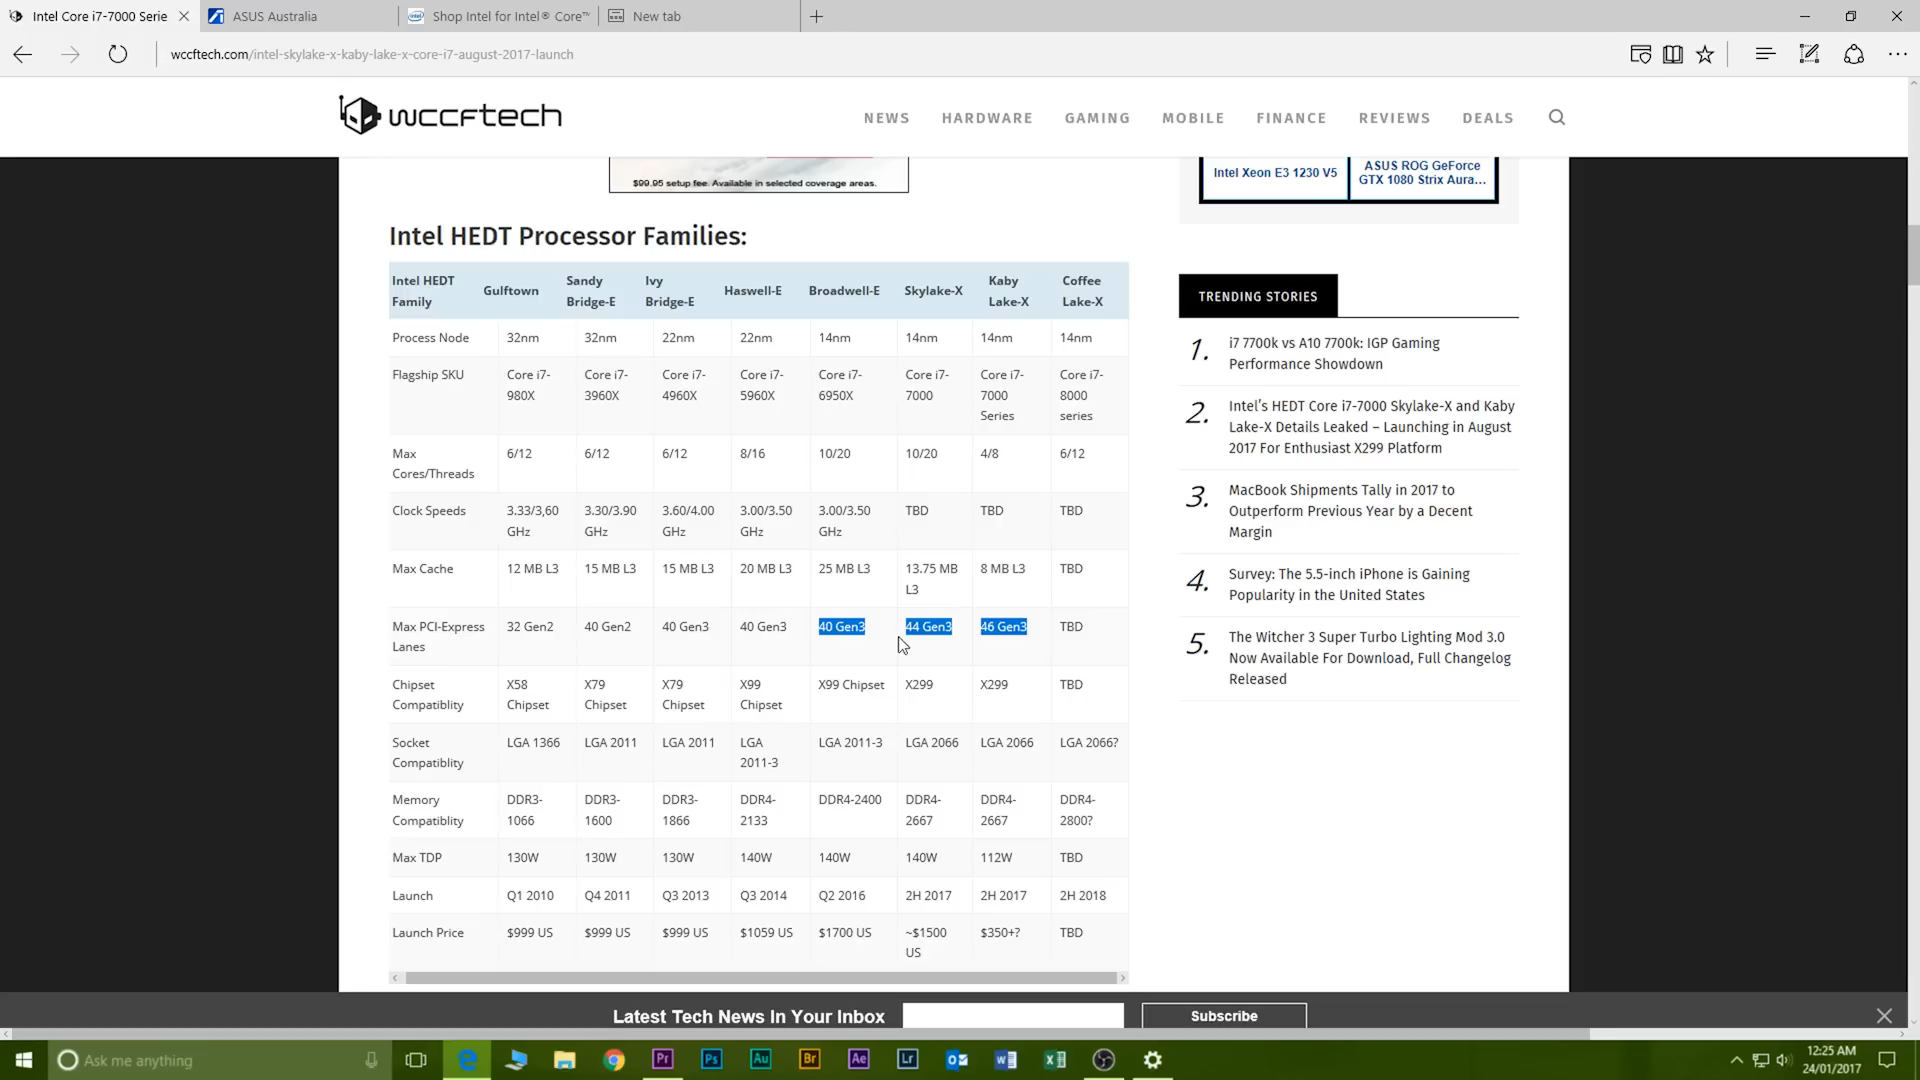 Intel Core i7-7000 Serie
ASUS Australia
Shop Intel for Intel® Core™
New tab
wccftech.com/intel-skylake-x-kaby-lake-x-core-i7-august-2017-launch
wccftech
NEWS HARDWARE GAMING MOBILE FINANCE REVIEWS DEALS
$99.95 setup fee. Available in selected coverage areas.
Intel Xeon E3 1230 V5
ASUS ROG GeForce
GTX 1080 Strix Aura...
Intel HEDT Processor Families:
Intel HEDT Family Gulftown Sandy Bridge-E Ivy Bridge-E Haswell-E Broadwell-E Skylake-X Kaby Lake-X Coffee Lake-X
Process Node 32nm 32nm 22nm 22nm 14nm 14nm 14nm 14nm
Flagship SKU Core i7-980X Core i7-3960X Core i7-4960X Core i7-5960X Core i7-6950X Core i7-7000 Core i7-7000 Series Core i7-8000 series
Max Cores/Threads 6/12 6/12 6/12 8/16 10/20 10/20 4/8 6/12
Clock Speeds 3.33/3,60 GHz 3.30/3.90 GHz 3.60/4.00 GHz 3.00/3.50 GHz 3.00/3.50 GHz TBD TBD TBD
Max Cache 12 MB L3 15 MB L3 15 MB L3 20 MB L3 25 MB L3 13.75 MB L3 8 MB L3 TBD
Max PCI-Express Lanes 32 Gen2 40 Gen2 40 Gen3 40 Gen3 40 Gen3 44 Gen3 46 Gen3 TBD
Chipset Compatiblity X58 Chipset X79 Chipset X79 Chipset X99 Chipset X99 Chipset X299 X299 TBD
Socket Compatiblity LGA 1366 LGA 2011 LGA 2011 LGA 2011-3 LGA 2011-3 LGA 2066 LGA 2066 LGA 2066?
Memory Compatiblity DDR3-1066 DDR3-1600 DDR3-1866 DDR4-2133 DDR4-2400 DDR4-2667 DDR4-2667 DDR4-2800?
Max TDP 130W 130W 130W 140W 140W 140W 112W TBD
Launch Q1 2010 Q4 2011 Q3 2013 Q3 2014 Q2 2016 2H 2017 2H 2017 2H 2018
Launch Price $999 US $999 US $999 US $1059 US $1700 US ~$1500 US $350+? TBD
TRENDING STORIES
1. i7 7700k vs A10 7700k: IGP Gaming
Performance Showdown
2. Intel's HEDT Core i7-7000 Skylake-X and Kaby
Lake-X Details Leaked – Launching in August
2017 For Enthusiast X299 Platform
3. MacBook Shipments Tally in 2017 to
Outperform Previous Year by a Decent
Margin
4. Survey: The 5.5-inch iPhone is Gaining
Popularity in the United States
5. The Witcher 3 Super Turbo Lighting Mod 3.0
Now Available For Download, Full Changelog
Released
Latest Tech News In Your Inbox
Subscribe
Ask me anything
Pr Ps Au Br Ae Lr
12:25 AM
24/01/2017